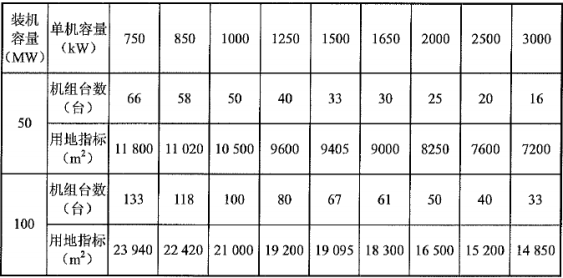 装机容量(MW) 单机容量(kW) 750 850 1000 1250 1500 1650 2000 2500 3000
50 机组台数(台) 66 58 50 40 33 30 25 20 16
用地指标(m²) 11 800 11 020 10 500 9600 9405 9000 8250 7600 7200
100 机组台数(台) 133 118 100 80 67 61 50 40 33
用地指标(m²) 23 940 22 420 21 000 19 200 19 095 18 300 16 500 15 200 14 850